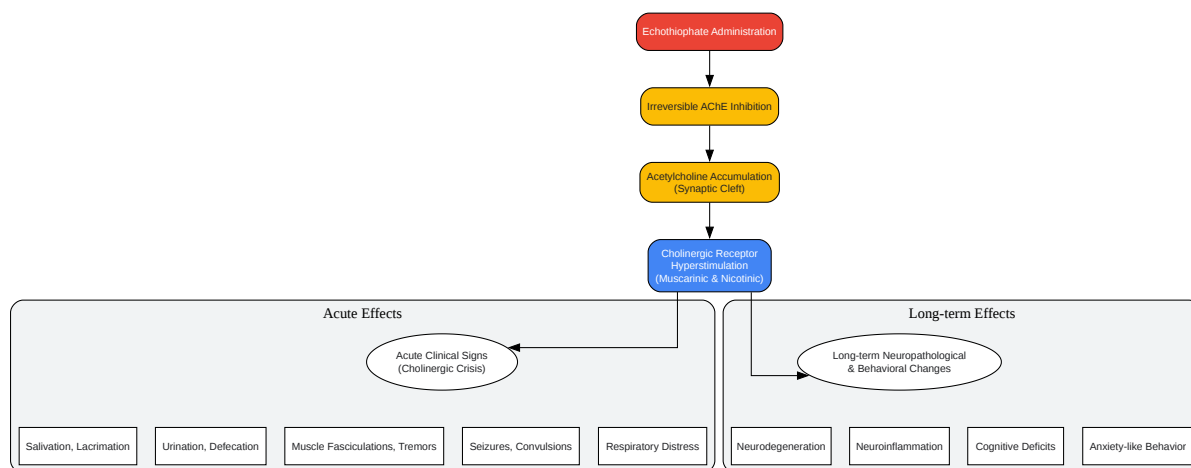 Echothiophate Administration
Irreversible AChE Inhibition
Acetylcholine Accumulation
(Synaptic Cleft)
Cholinergic Receptor
Hyperstimulation
(Muscarinic & Nicotinic)
Acute Effects
Acute Clinical Signs
(Cholinergic Crisis)
Salivation, Lacrimation
Urination, Defecation
Muscle Fasciculations, Tremors
Seizures, Convulsions
Respiratory Distress
Long-term Effects
Long-term Neuropathological
& Behavioral Changes
Neurodegeneration
Neuroinflammation
Cognitive Deficits
Anxiety-like Behavior